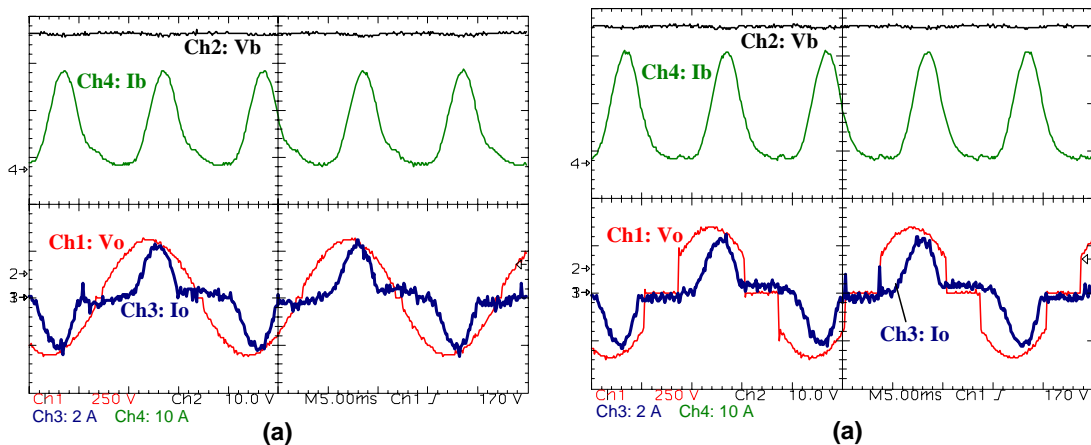 Ch2: Vb
Ch4: Ib
4
Ch1: Vo
2
3
Ch3: Io
Ch1 250 V Ch2 10.0 V M5.00ms Ch1 170 V
Ch3: 2 A Ch4: 10 A
(a)
Ch2: Vb
Ch4: Ib
4
Ch1: Vo
2
3
Ch3: Io
Ch1 250 V Ch2 10.0 V M5.00ms Ch1 170 V
Ch3: 2 A Ch4: 10 A
(a)